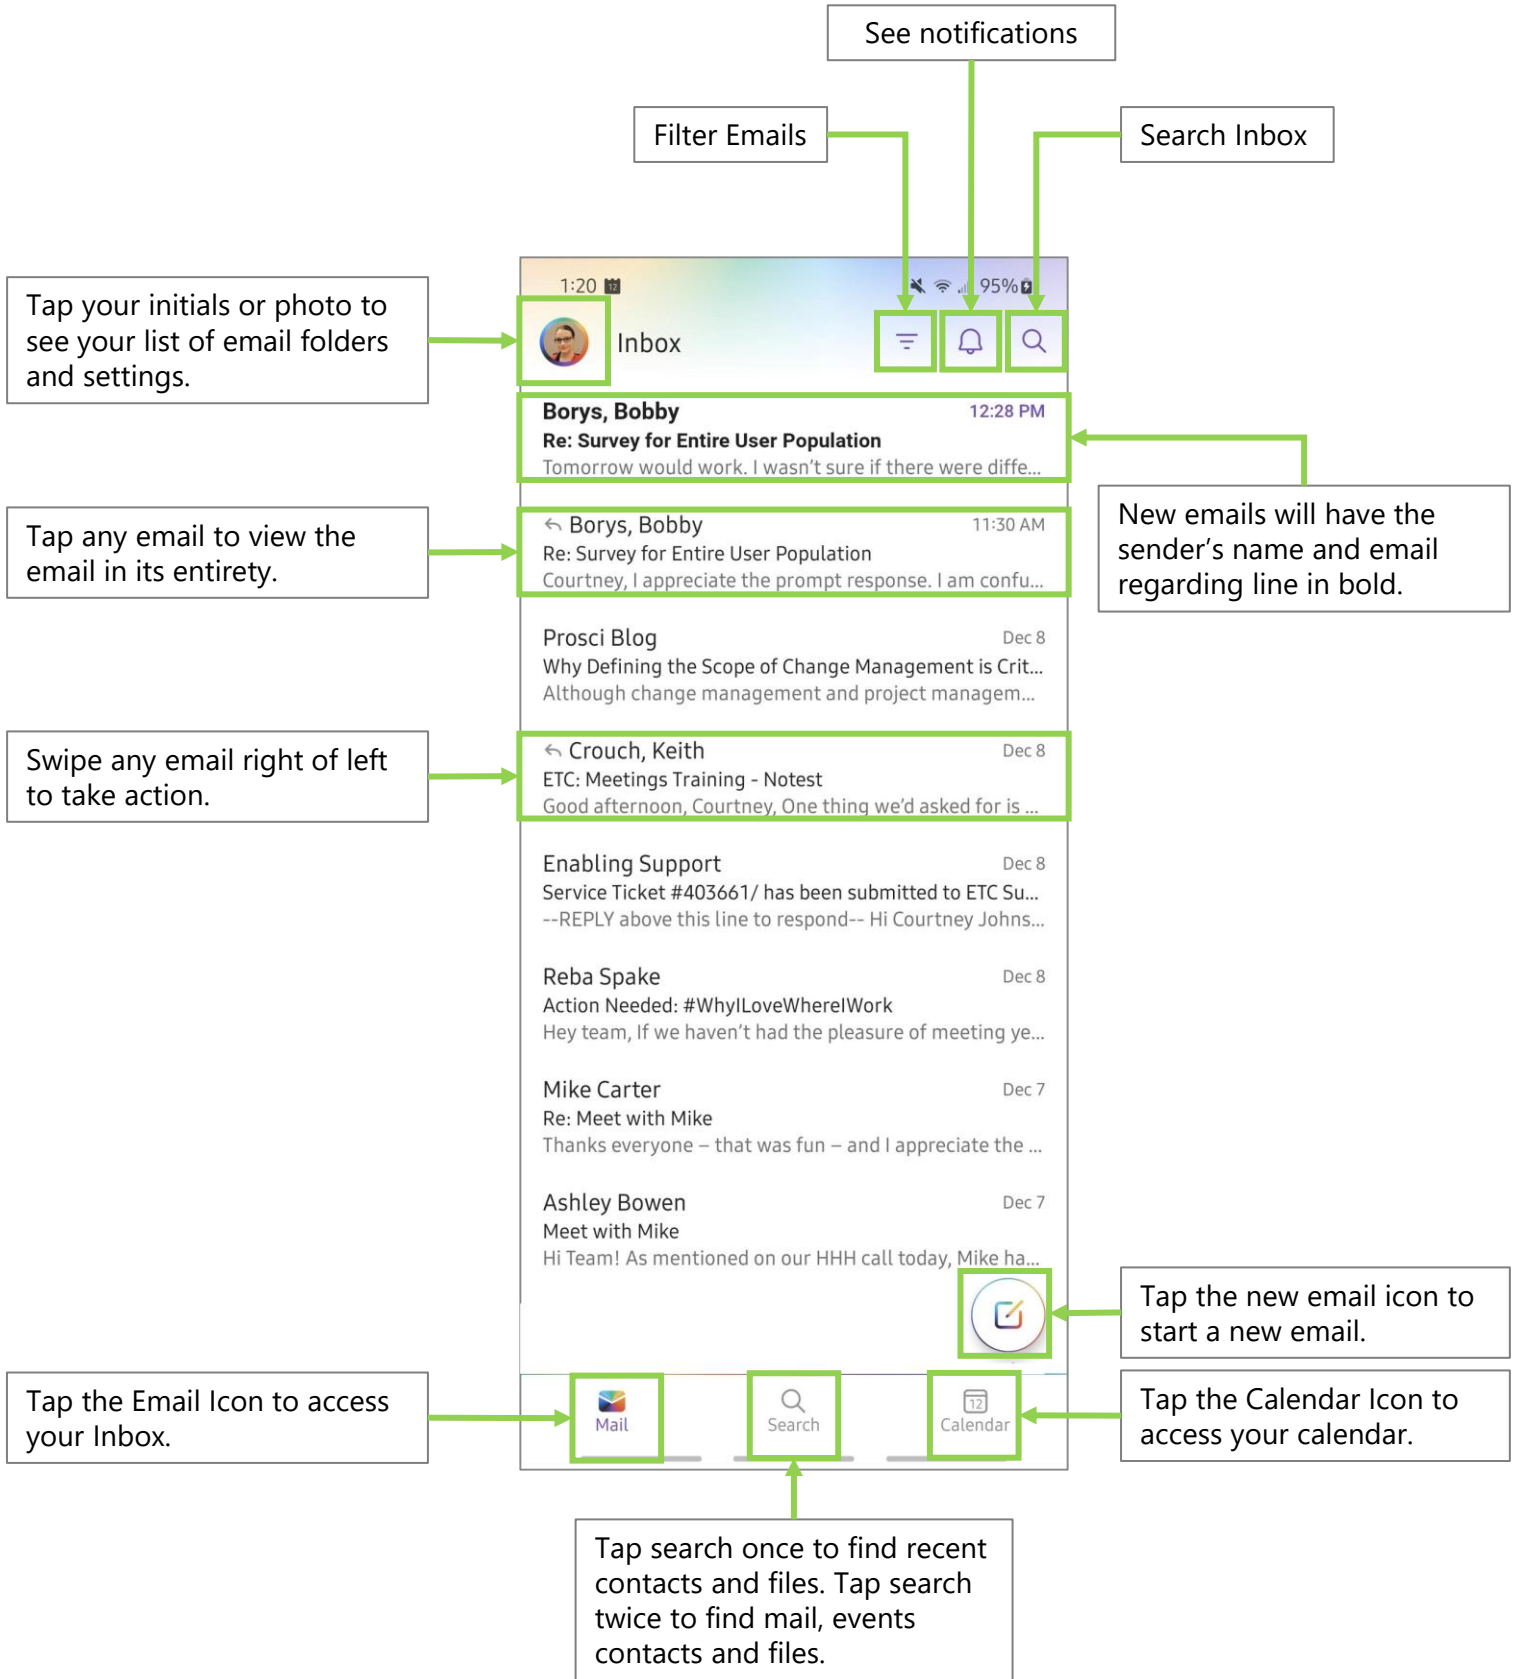 See notifications
Filter Emails
Search Inbox
1:20 12 95%
Tap your initials or photo to
see your list of email folders
and settings.
Inbox
Borys, Bobby 12:28 PM
Re: Survey for Entire User Population
Tomorrow would work. I wasn't sure if there were diffe...
Tap any email to view the
email in its entirety.
Borys, Bobby 11:30 AM
Re: Survey for Entire User Population
Courtney, I appreciate the prompt response. I am confu...
New emails will have the
sender's name and email
regarding line in bold.
Prosci Blog Dec 8
Why Defining the Scope of Change Management is Crit...
Although change management and project managem...
Swipe any email right of left
to take action.
Crouch, Keith Dec 8
ETC: Meetings Training - Notest
Good afternoon, Courtney, One thing we'd asked for is ...
Enabling Support Dec 8
Service Ticket #403661/ has been submitted to ETC Su...
--REPLY above this line to respond-- Hi Courtney Johns...
Reba Spake Dec 8
Action Needed: #WhyILoveWhereIWork
Hey team, If we haven't had the pleasure of meeting ye...
Mike Carter Dec 7
Re: Meet with Mike
Thanks everyone – that was fun – and I appreciate the ...
Ashley Bowen Dec 7
Meet with Mike
Hi Team! As mentioned on our HHH call today, Mike ha...
Tap the new email icon to
start a new email.
Tap the Email Icon to access
your Inbox.
Mail
Search
12
Calendar
Tap the Calendar Icon to
access your calendar.
Tap search once to find recent
contacts and files. Tap search
twice to find mail, events
contacts and files.